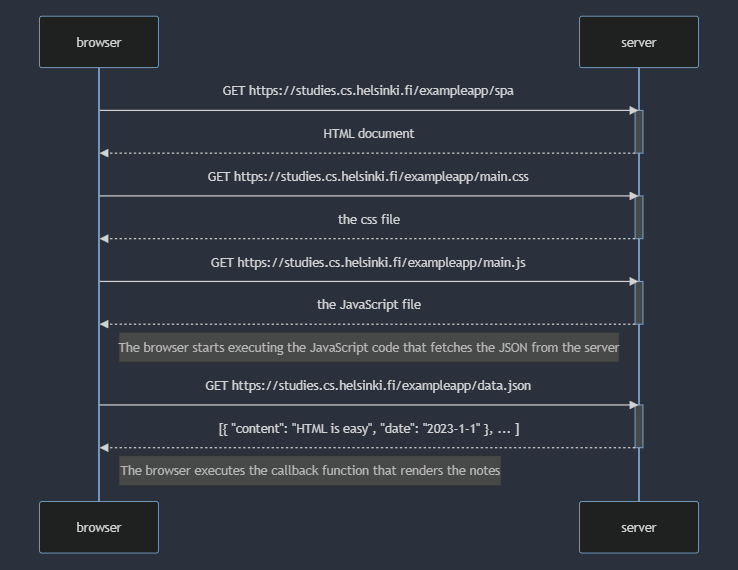 browser server
GET https://studies.cs.helsinki.fi/exampleapp/spa
HTML document
GET https://studies.cs.helsinki.fi/exampleapp/main.css
the css file
GET https://studies.cs.helsinki.fi/exampleapp/main.js
the JavaScript file
The browser starts executing the JavaScript code that fetches the JSON from the server
GET https://studies.cs.helsinki.fi/exampleapp/data.json
[{ "content": "HTML is easy", "date": "2023-1-1" }, ... ]
The browser executes the callback function that renders the notes
browser server